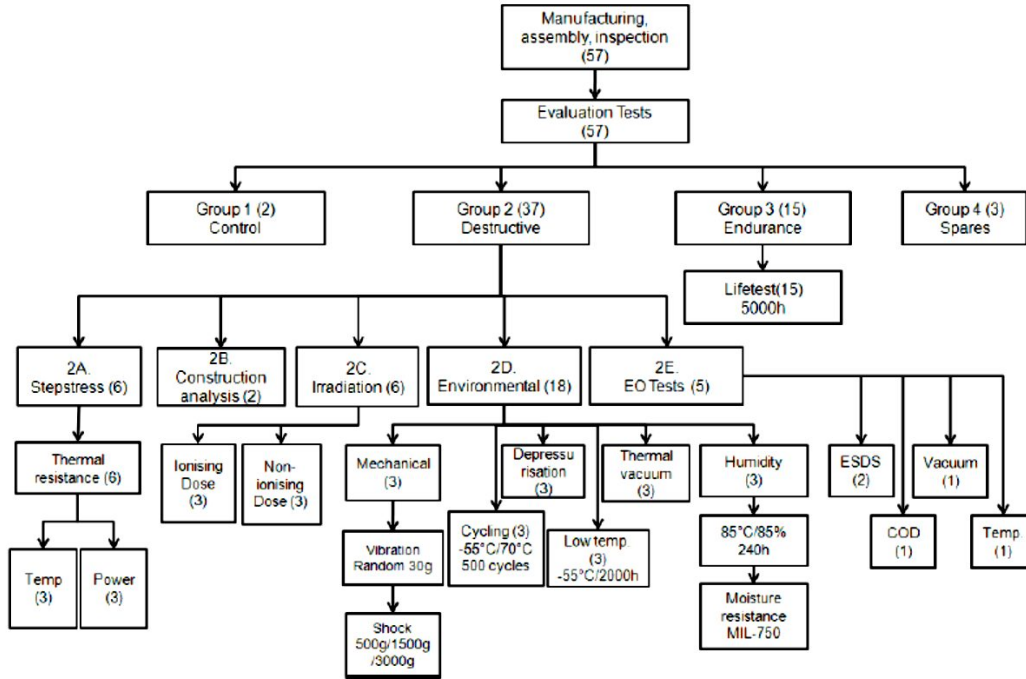 Manufacturing,
assembly, inspection
(57)
Evaluation Tests
(57)
Group 1 (2)
Control
Group 2 (37)
Destructive
Group 3 (15)
Endurance
Group 4 (3)
Spares
Lifetest(15)
5000h
2A.
Stepstress (6)
2B.
Construction
analysis (2)
2C.
Irradiation (6)
2D.
Environmental (18)
2E.
EO Tests (5)
Thermal
resistance (6)
Ionising
Dose
(3)
Non-
ionising
Dose (3)
Mechanical
(3)
Depressu
risation
(3)
Thermal
vacuum
(3)
Humidity
(3)
ESDS
(2)
Vacuum
(1)
Temp
(3)
Power
(3)
Vibration
Random 30g
Cycling (3)
-55°C/70°C
500 cycles
Low temp.
(3)
-55°C/2000h
85°C/85%
240h
COD
(1)
Temp.
(1)
Shock
500g/1500g
/3000g
Moisture
resistance
MIL-750